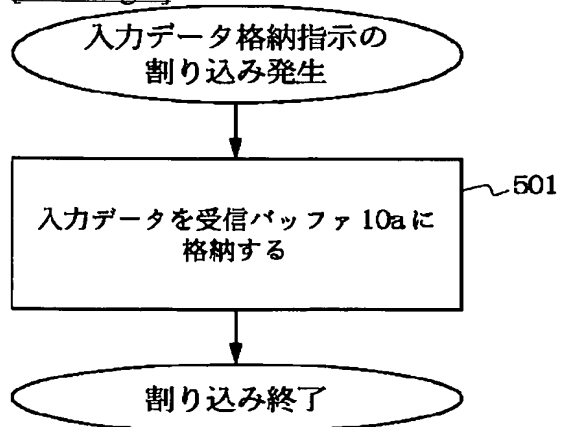 入力データ格納指示の
割り込み発生
501
入力データを受信バッファ 10aに
格納する
割り込み終了